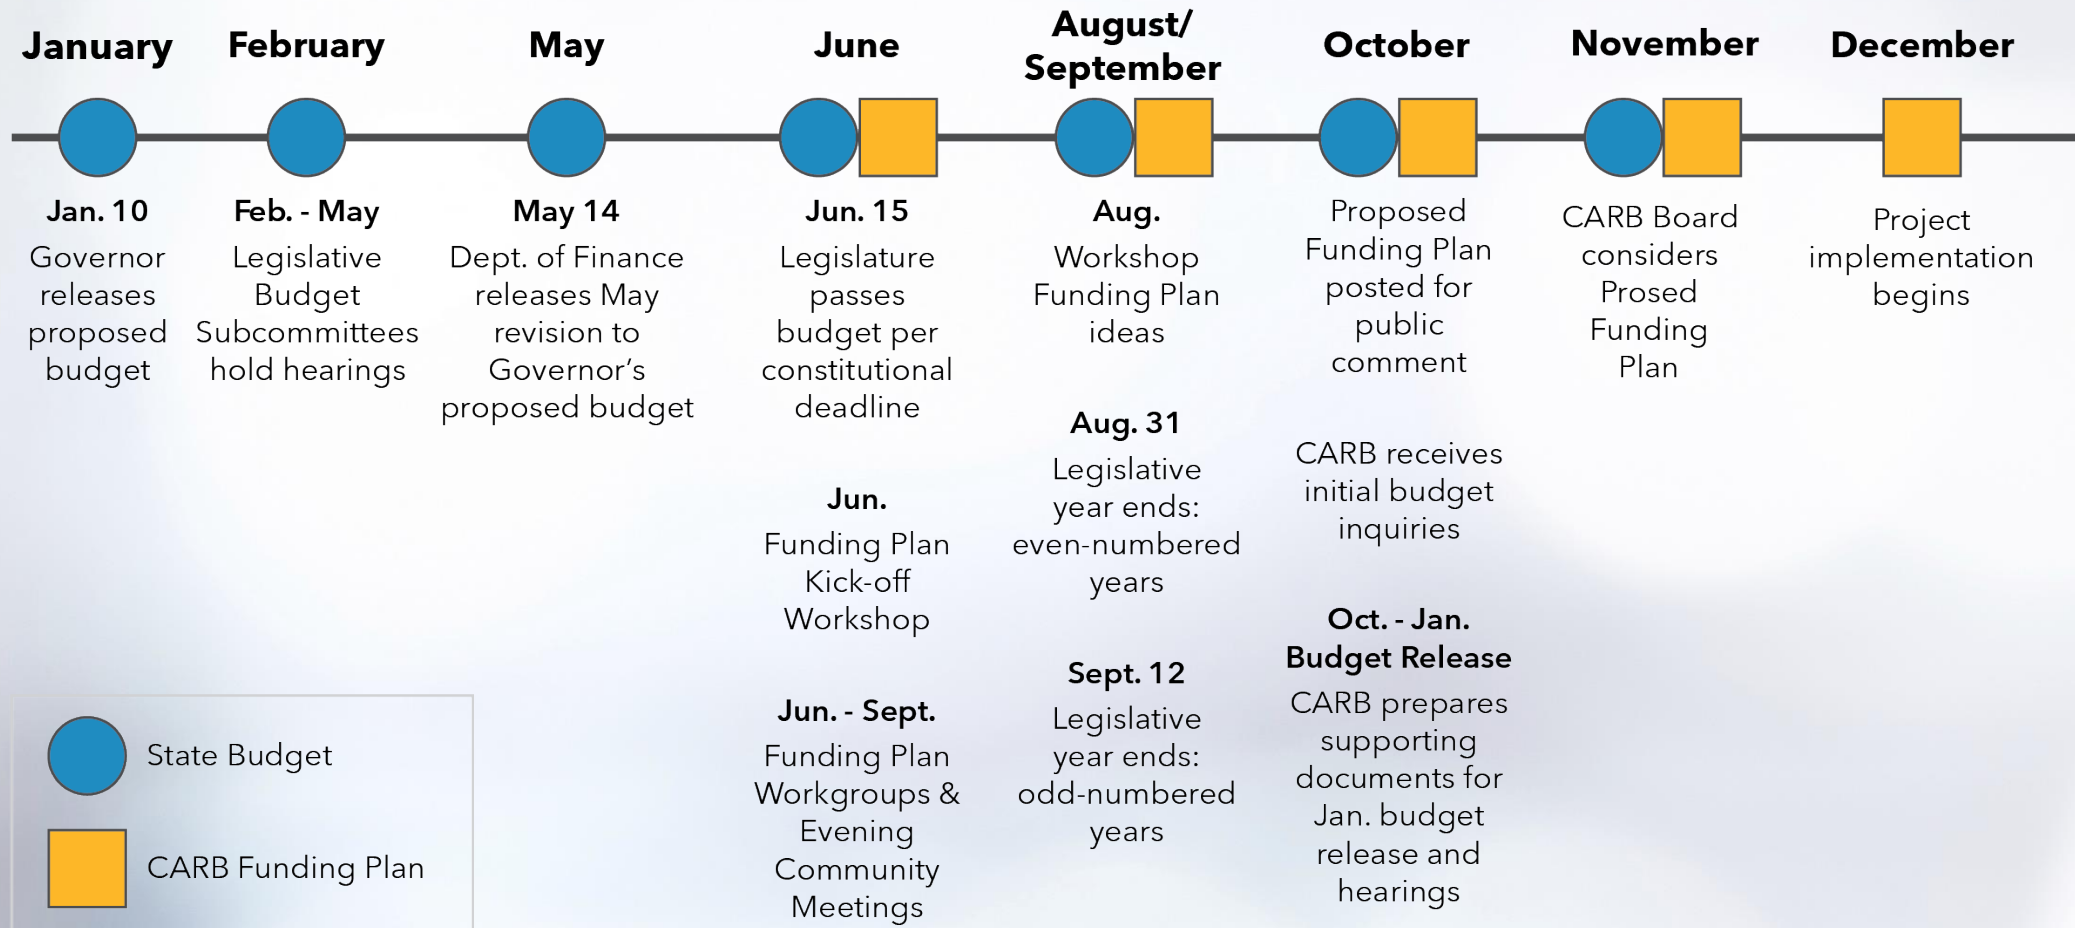 January
Jan. 10
Governor
releases
proposed
budget
February
Feb. - May
Legislative
Budget
Subcommittees
hold hearings
May
May 14
Dept. of Finance
releases May
revision to
Governor’s
proposed budget
June
Jun. 15
Legislature
passes
budget per
constitutional
deadline
Jun.
Funding Plan
Kick-off
Workshop
Jun. - Sept.
Funding Plan
Workgroups &
Evening
Community
Meetings
August/
September
Aug.
Workshop
Funding Plan
ideas
Aug. 31
Legislative
year ends:
even-numbered
years
Sept. 12
Legislative
year ends:
odd-numbered
years
October
Proposed
Funding Plan
posted for
public
comment
CARB receives
initial budget
inquiries
Oct. - Jan.
Budget Release
CARB prepares
supporting
documents for
Jan. budget
release and
hearings
November
CARB Board
considers
Prosed
Funding
Plan
December
Project
implementation
begins
State Budget
CARB Funding Plan